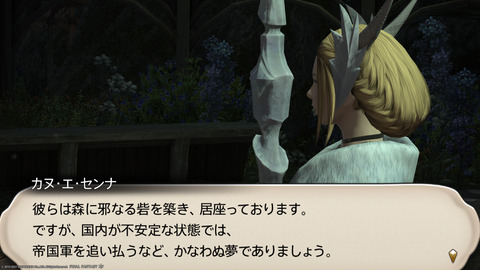 カヌ・エ・センナ
彼らは森に邪なる砦を築き、居座っております。
ですが、国内が不安定な状態では、
帝国軍を追い払うなど、かなわぬ夢でありましょう。